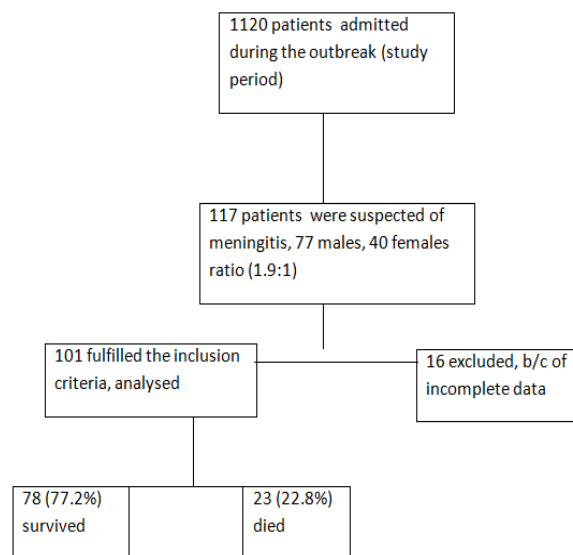 1120 patients admitted
during the outbreak (study
period)
117 patients were suspected of
meningitis, 77 males, 40 females
ratio (1.9:1)
101 fulfilled the inclusion
criteria, analysed
16 excluded, b/c of
incomplete data
78 (77.2%)
survived
23 (22.8%)
died